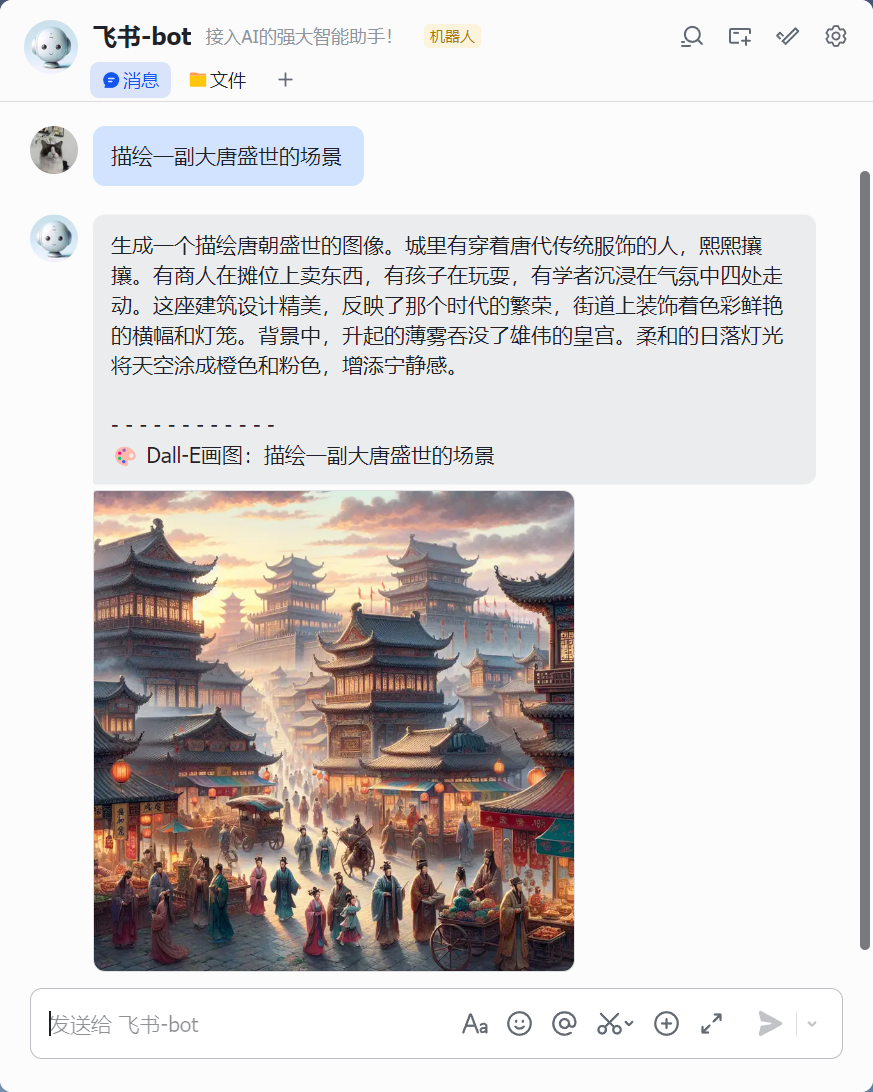 飞书-bot 接入AI的强大智能助手！ 机器人
消息 文件
描绘一副大唐盛世的场景
生成一个描绘唐朝盛世的图像。城里有穿着唐代传统服饰的人，熙熙攘
攘。有商人在摊位上卖东西，有孩子在玩耍，有学者沉浸在气氛中四处走
动。这座建筑设计精美，反映了那个时代的繁荣，街道上装饰着色彩鲜艳
的横幅和灯笼。背景中，升起的薄雾吞没了雄伟的皇宫。柔和的日落灯光
将天空涂成橙色和粉色，增添宁静感。
- - - - - - - - - - - -
🎨 Dall-E画图：描绘一副大唐盛世的场景
发送给 飞书-bot
Aa